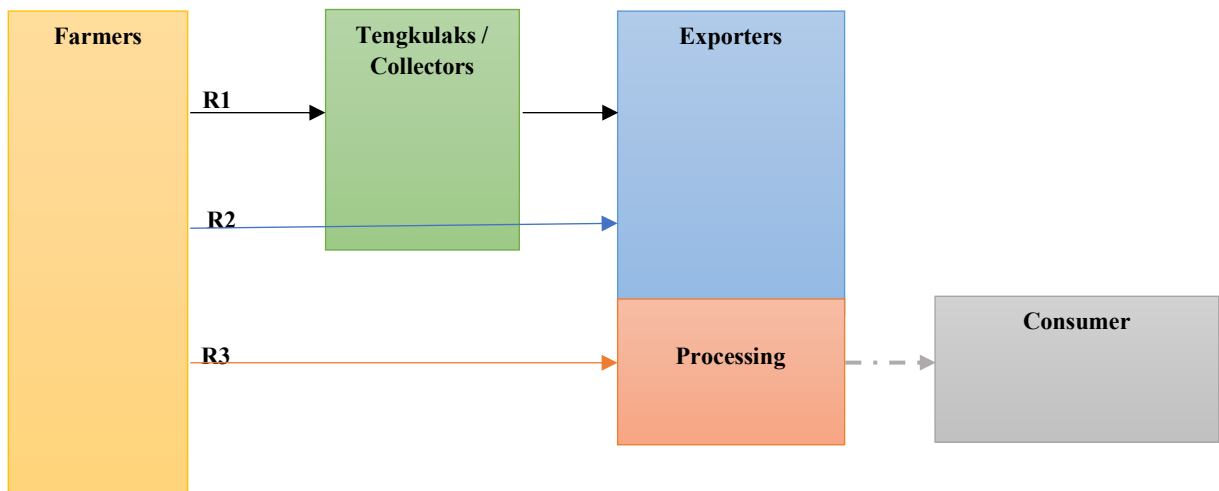 Farmers
Tengkulaks /
Collectors
Exporters
R1
R2
R3
Processing
Consumer